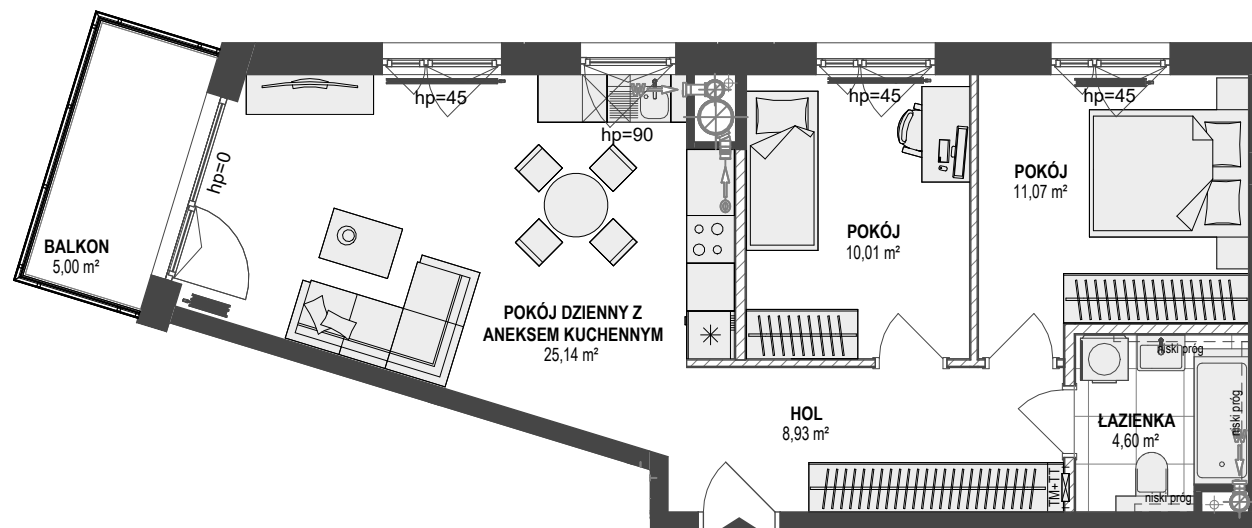 hp=45
hp=90
hp=45
hp=45
hp=0
BALKON
5,00 m²
POKÓJ DZIENNY Z
ANEKSEM KUCHENNYM
25,14 m²
POKÓJ
10,01 m²
POKÓJ
11,07 m²
HOL
8,93 m²
ŁAZIENKA
4,60 m²
niski próg
niski próg
niski próg
TM+TT